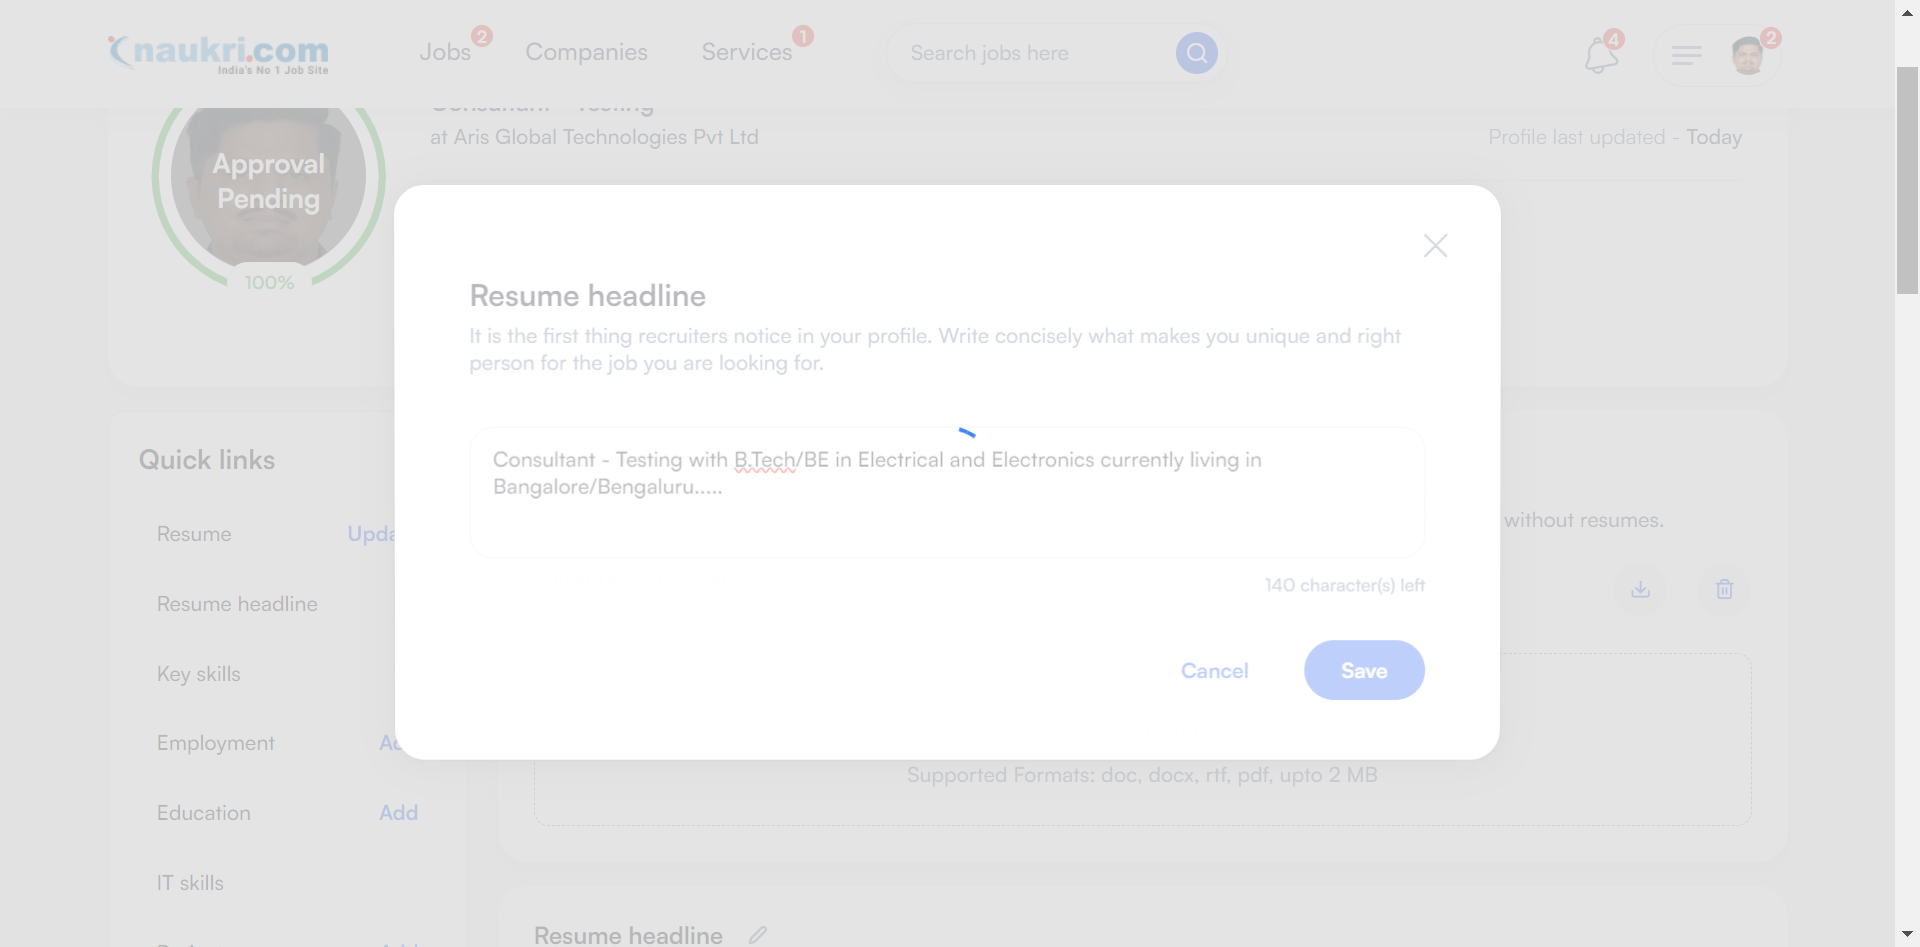 naukri.com
India's No 1 Job Site
Jobs
2
Companies
Services
1
Search jobs here
4
2
Consultant - Testing
at Aris Global Technologies Pvt Ltd
Profile last updated - Today
Approval
Pending
100%
Resume headline
It is the first thing recruiters notice in your profile. Write concisely what makes you unique and right
person for the job you are looking for.
Consultant - Testing with B.Tech/BE in Electrical and Electronics currently living in
Bangalore/Bengaluru.....
140 character(s) left
Cancel
Save
Quick links
Resume
Upda
Resume headline
Key skills
Employment
Education
Add
IT skills
without resumes.
Supported Formats: doc, docx, rtf, pdf, upto 2 MB
Resume headline